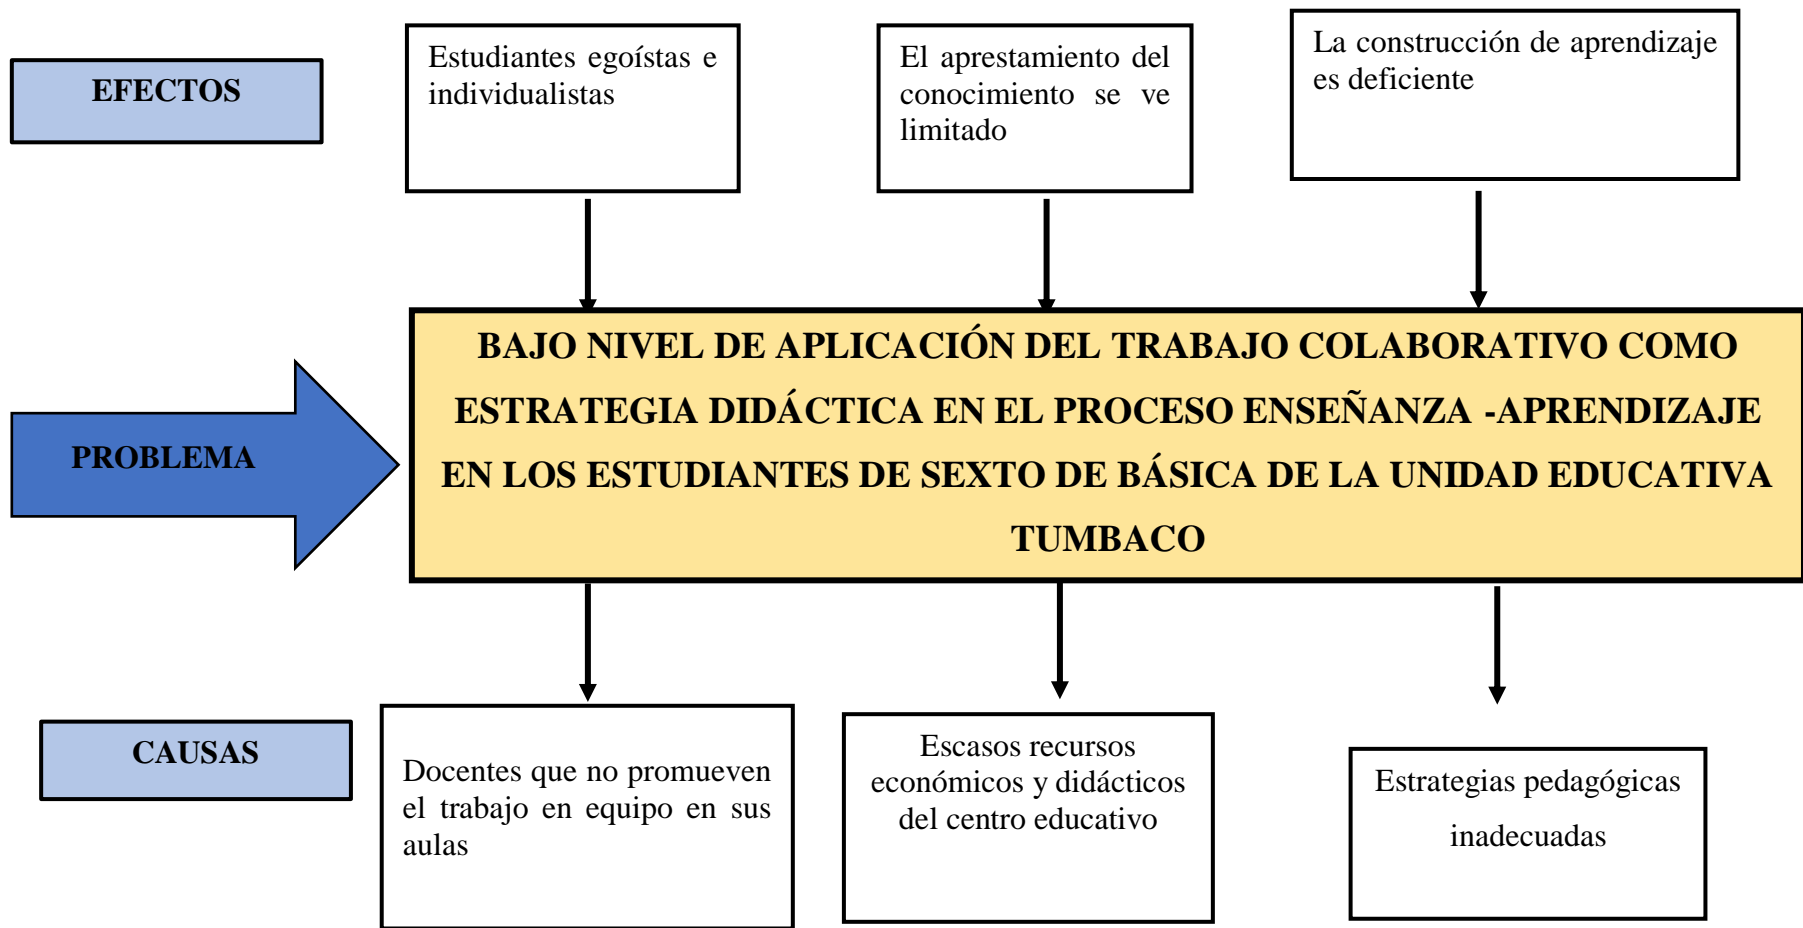 EFECTOS
Estudiantes egoístas e
individualistas
El aprestamiento del
conocimiento se ve
limitado
La construcción de aprendizaje
es deficiente
PROBLEMA
BAJO NIVEL DE APLICACIÓN DEL TRABAJO COLABORATIVO COMO
ESTRATEGIA DIDÁCTICA EN EL PROCESO ENSEÑANZA -APRENDIZAJE
EN LOS ESTUDIANTES DE SEXTO DE BÁSICA DE LA UNIDAD EDUCATIVA
TUMBACO
CAUSAS
Docentes que no promueven
el trabajo en equipo en sus
aulas
Escasos recursos
económicos y didácticos
del centro educativo
Estrategias pedagógicas
inadecuadas